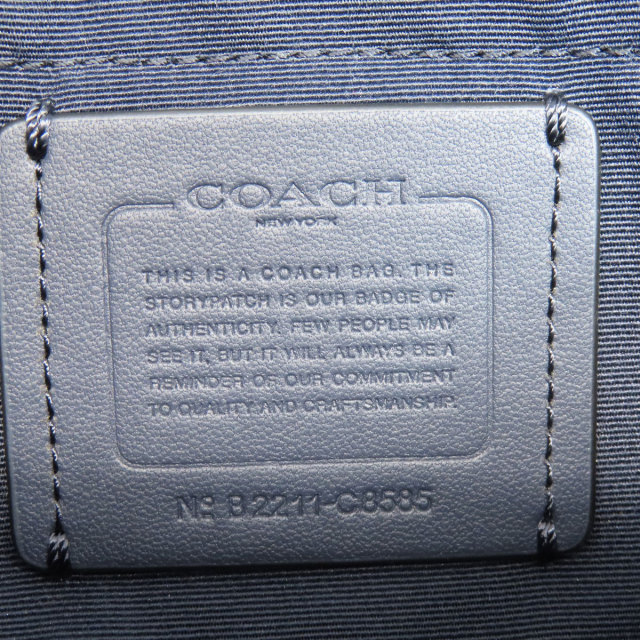 COACH
NEW YORK
THIS IS A COACH BAG. THE
STORYPATCH IS OUR BADGE OF
AUTHENTICITY. FEW PEOPLE MAY
SEE IT, BUT IT WILL ALWAYS BE A
REMINDER OF OUR COMMITMENT
TO QUALITY AND CRAFTSMANSHIP.
Nº B2211-C8585